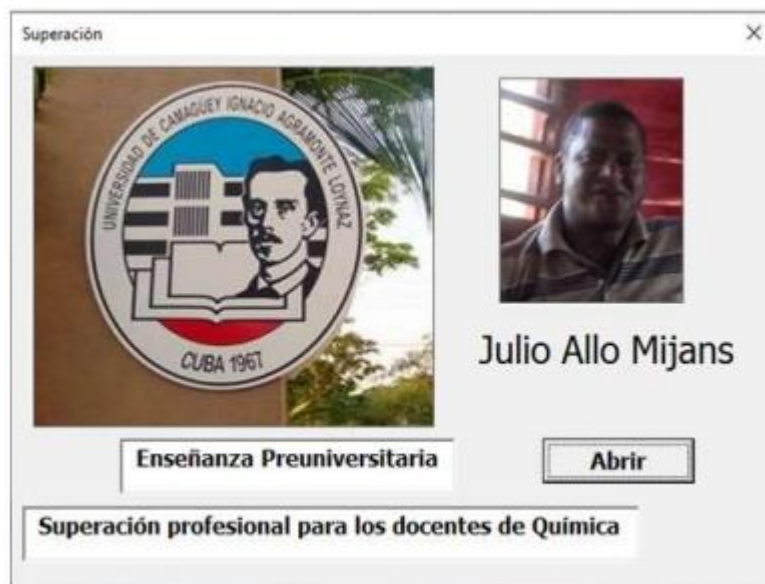 Superación
UNIVERSIDAD DE CAMAGÜEY IGNACIO AGRAMONTE LOYNAZ
CUBA 1967
Julio Allo Mijans
Enseñanza Preuniversitaria
Abrir
Superación profesional para los docentes de Química